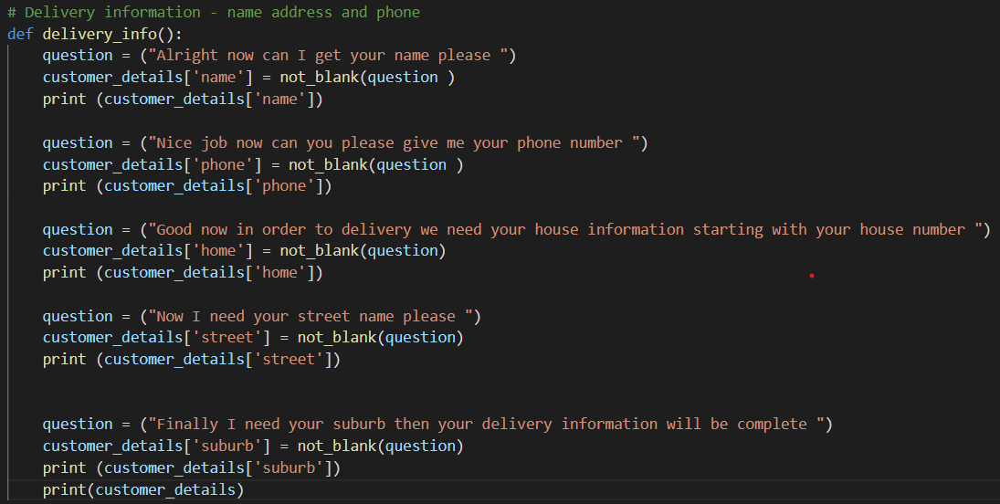 # Delivery information - name address and phone
def delivery_info():
    question = ("Alright now can I get your name please ")
    customer_details['name'] = not_blank(question )
    print (customer_details['name'])

    question = ("Nice job now can you please give me your phone number ")
    customer_details['phone'] = not_blank(question )
    print (customer_details['phone'])

    question = ("Good now in order to delivery we need your house information starting with your house number ")
    customer_details['home'] = not_blank(question)
    print (customer_details['home'])

    question = ("Now I need your street name please ")
    customer_details['street'] = not_blank(question)
    print (customer_details['street'])


    question = ("Finally I need your suburb then your delivery information will be complete ")
    customer_details['suburb'] = not_blank(question)
    print (customer_details['suburb'])
    print(customer_details)